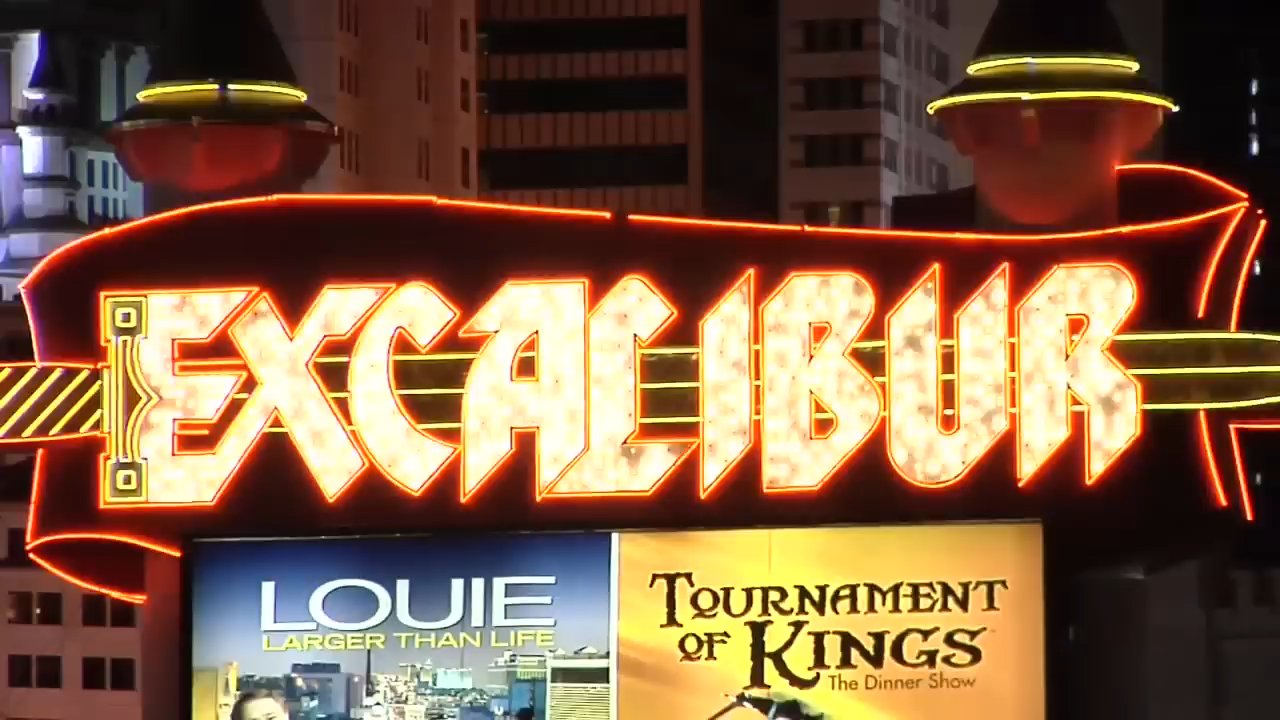 EXCALIBUR
LOUIE
LARGER THAN LIFE
TOURNAMENT
OF KINGS
The Dinner Show